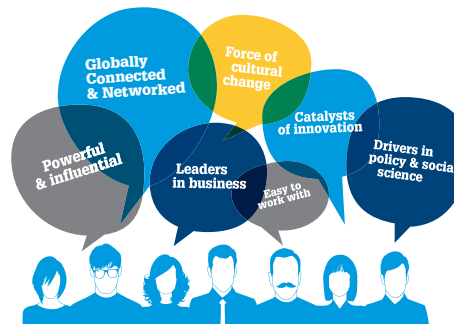 Globally
Connected
& Networked
Force of
cultural
change
Catalysts
of innovation
Drivers in
policy & social
science
Powerful
& influential
Leaders
in business
Easy to
work with